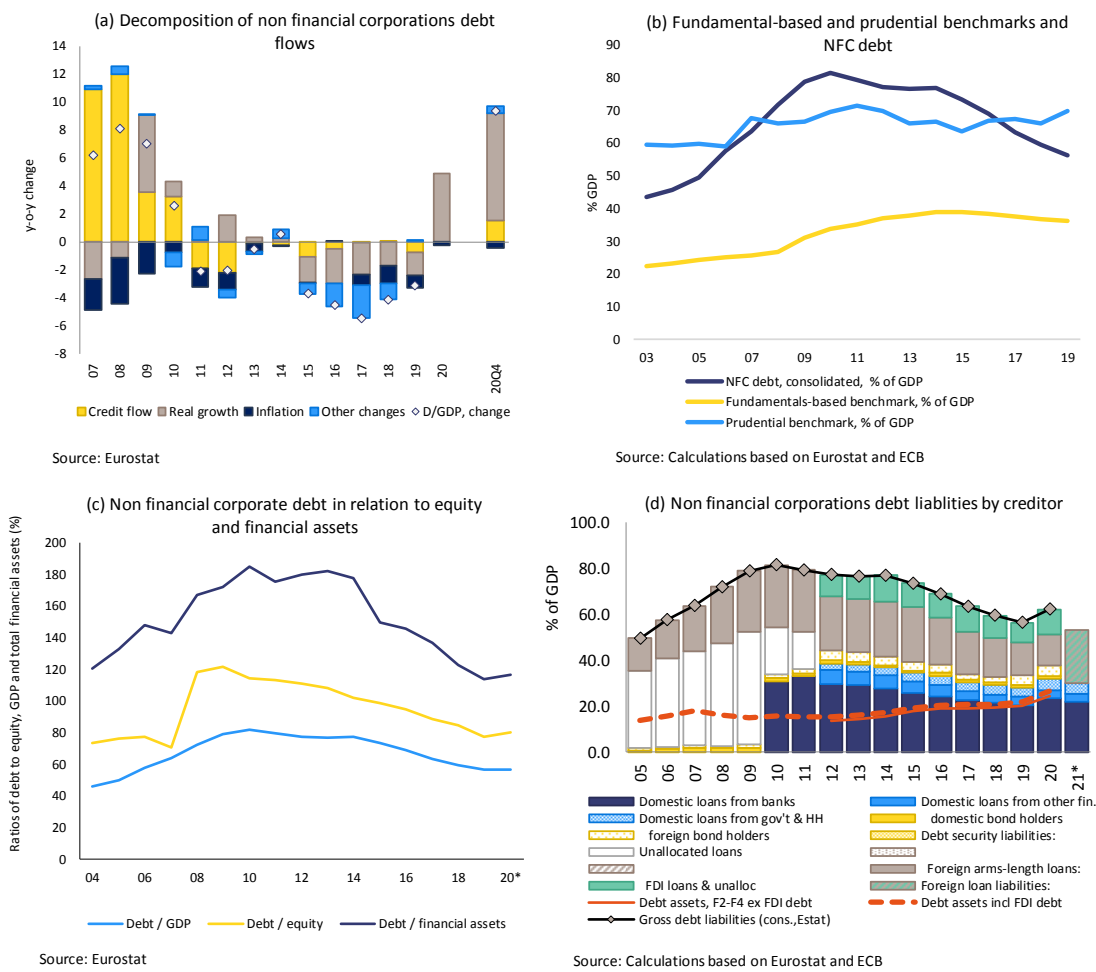 (a) Decomposition of non financial corporations debt
flows
14
12
10
8
6
4
2
0
-2
-4
-6
-8
y-o-y change
07
08
09
10
11
12
13
14
15
16
17
18
19
20
20Q4
Credit flow
Real growth
Inflation
Other changes
D/GDP, change
Source: Eurostat
(b) Fundamental-based and prudential benchmarks and
NFC debt
90
80
70
60
50
40
30
20
10
0
% GDP
03
05
07
09
11
13
15
17
19
NFC debt, consolidated, % of GDP
Fundamentals-based benchmark, % of GDP
Prudential benchmark, % of GDP
Source: Calculations based on Eurostat and ECB
(c) Non financial corporate debt in relation to equity
and financial assets
200
180
160
140
120
100
80
60
40
20
0
Ratios of debt to equity, GDP and total financial assets (%)
04
06
08
10
12
14
16
18
20*
Debt / GDP
Debt / equity
Debt / financial assets
Source: Eurostat
(d) Non financial corporations debt liablities by creditor
100.0
80.0
60.0
40.0
20.0
0.0
% of GDP
05
06
07
08
09
10
11
12
13
14
15
16
17
18
19
20
21*
Domestic loans from banks
Domestic loans from other fin.
Domestic loans from gov't & HH
domestic bond holders
foreign bond holders
Debt security liabilities:
Unallocated loans
Foreign arms-length loans:
FDI loans & unalloc
Foreign loan liabilities:
Debt assets, F2-F4 ex FDI debt
Debt assets incl FDI debt
Gross debt liabilities (cons.,Estat)
Source: Calculations based on Eurostat and ECB